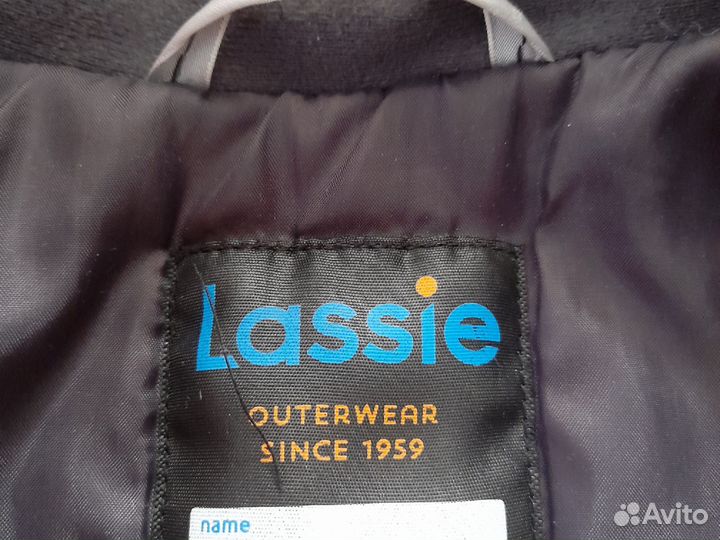 Lassie
OUTERWEAR
SINCE 1959
name
Avito